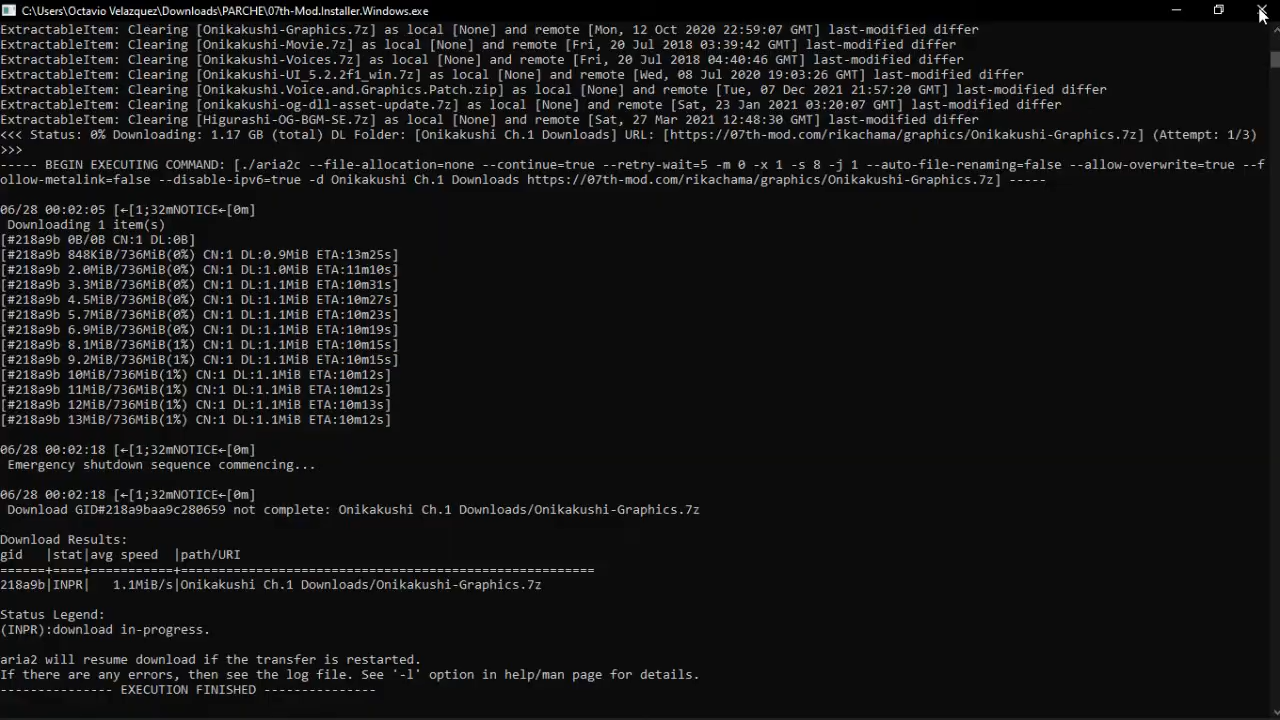 C:\Users\Octavio Velazquez\Downloads\PARCHE\07th-Mod.Installer.Windows.exe
ExtractableItem: Clearing [Onikakushi-Graphics.7z] as local [None] and remote [Mon, 12 Oct 2020 22:59:07 GMT] last-modified differ
ExtractableItem: Clearing [Onikakushi-Movie.7z] as local [None] and remote [Fri, 20 Jul 2018 03:39:42 GMT] last-modified differ
ExtractableItem: Clearing [Onikakushi-Voices.7z] as local [None] and remote [Fri, 20 Jul 2018 04:40:46 GMT] last-modified differ
ExtractableItem: Clearing [Onikakushi-UI_5.2.2f1_win.7z] as local [None] and remote [Wed, 08 Jul 2020 19:03:26 GMT] last-modified differ
ExtractableItem: Clearing [Onikakushi.Voice.and.Graphics.Patch.zip] as local [None] and remote [Tue, 07 Dec 2021 21:57:20 GMT] last-modified differ
ExtractableItem: Clearing [Onikakushi-og-dll-asset-update.7z] as local [None] and remote [Sat, 23 Jan 2021 03:20:07 GMT] last-modified differ
ExtractableItem: Clearing [Higurashi-OG-BGM-SE.7z] as local [None] and remote [Sat, 27 Mar 2021 12:48:30 GMT] last-modified differ
<<< Status: 0% Downloading: 1.17 GB (total) DL Folder: [Onikakushi Ch.1 Downloads] URL: [https://07th-mod.com/rikachama/graphics/Onikakushi-Graphics.7z] (Attempt: 1/3)
>>>
----- BEGIN EXECUTING COMMAND: [./aria2c --file-allocation=none --continue=true --retry-wait=5 -m 0 -x 1 -s 8 -j 1 --auto-file-renaming=false --allow-overwrite=true --f
ollow-metalink=false --disable-ipv6=true -d Onikakushi Ch.1 Downloads https://07th-mod.com/rikachama/graphics/Onikakushi-Graphics.7z] -----
06/28 00:02:05 [←[1;32mNOTICE←[0m]
Downloading 1 item(s)
[#218a9b 0B/0B CN:1 DL:0B]
[#218a9b 848KiB/736MiB(0%) CN:1 DL:0.9MiB ETA:13m25s]
[#218a9b 2.0MiB/736MiB(0%) CN:1 DL:1.0MiB ETA:11m10s]
[#218a9b 3.3MiB/736MiB(0%) CN:1 DL:1.1MiB ETA:10m31s]
[#218a9b 4.5MiB/736MiB(0%) CN:1 DL:1.1MiB ETA:10m27s]
[#218a9b 5.7MiB/736MiB(0%) CN:1 DL:1.1MiB ETA:10m23s]
[#218a9b 6.9MiB/736MiB(0%) CN:1 DL:1.1MiB ETA:10m19s]
[#218a9b 8.1MiB/736MiB(1%) CN:1 DL:1.1MiB ETA:10m15s]
[#218a9b 9.2MiB/736MiB(1%) CN:1 DL:1.1MiB ETA:10m15s]
[#218a9b 10MiB/736MiB(1%) CN:1 DL:1.1MiB ETA:10m12s]
[#218a9b 11MiB/736MiB(1%) CN:1 DL:1.1MiB ETA:10m12s]
[#218a9b 12MiB/736MiB(1%) CN:1 DL:1.1MiB ETA:10m13s]
[#218a9b 13MiB/736MiB(1%) CN:1 DL:1.1MiB ETA:10m12s]
06/28 00:02:18 [←[1;32mNOTICE←[0m]
Emergency shutdown sequence commencing...
06/28 00:02:18 [←[1;32mNOTICE←[0m]
Download GID#218a9baa9c280659 not complete: Onikakushi Ch.1 Downloads/Onikakushi-Graphics.7z
Download Results:
gid   |stat|avg speed  |path/URI
======+====+===========+=======================================================
218a9b|INPR|   1.1MiB/s|Onikakushi Ch.1 Downloads/Onikakushi-Graphics.7z
Status Legend:
(INPR):download in-progress.
aria2 will resume download if the transfer is restarted.
If there are any errors, then see the log file. See '-l' option in help/man page for details.
--------------- EXECUTION FINISHED ---------------